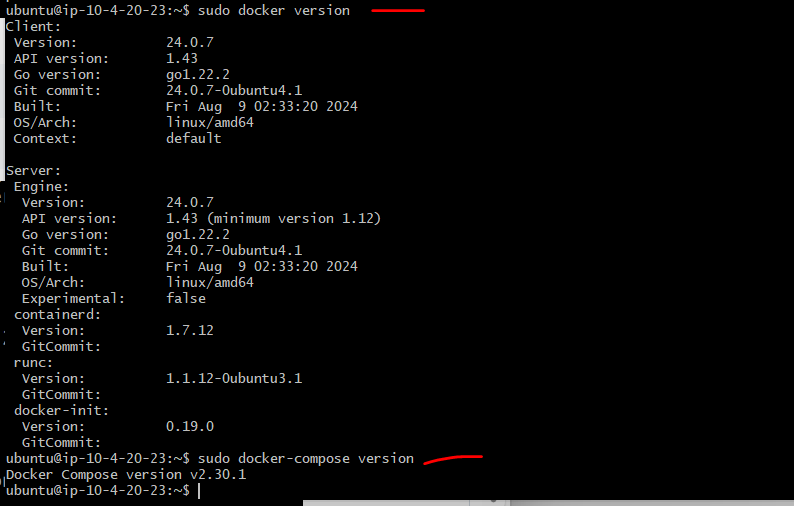 ubuntu@ip-10-4-20-23:~$ sudo docker version
Client:
 Version:           24.0.7
 API version:       1.43
 Go version:        go1.22.2
 Git commit:        24.0.7-0ubuntu4.1
 Built:             Fri Aug  9 02:33:20 2024
 OS/Arch:           linux/amd64
 Context:           default

Server:
 Engine:
  Version:          24.0.7
  API version:      1.43 (minimum version 1.12)
  Go version:       go1.22.2
  Git commit:       24.0.7-0ubuntu4.1
  Built:            Fri Aug  9 02:33:20 2024
  OS/Arch:          linux/amd64
  Experimental:     false
 containerd:
  Version:          1.7.12
  GitCommit:
 runc:
  Version:          1.1.12-0ubuntu3.1
  GitCommit:
 docker-init:
  Version:          0.19.0
  GitCommit:
ubuntu@ip-10-4-20-23:~$ sudo docker-compose version
Docker Compose version v2.30.1
ubuntu@ip-10-4-20-23:~$